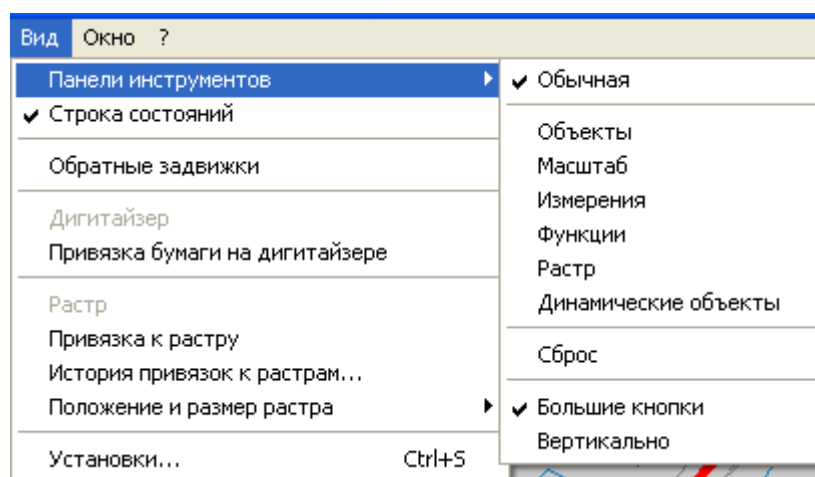 Вид Окно ?
Панели инструментов
Строка состояний
Обратные задвижки
Дигитайзер
Привязка бумаги на дигитайзере
Растр
Привязка к растру
История привязок к растрам...
Положение и размер растра
Установки... Ctrl+S
Обычная
Объекты
Масштаб
Измерения
Функции
Растр
Динамические объекты
Сброс
Большие кнопки
Вертикально